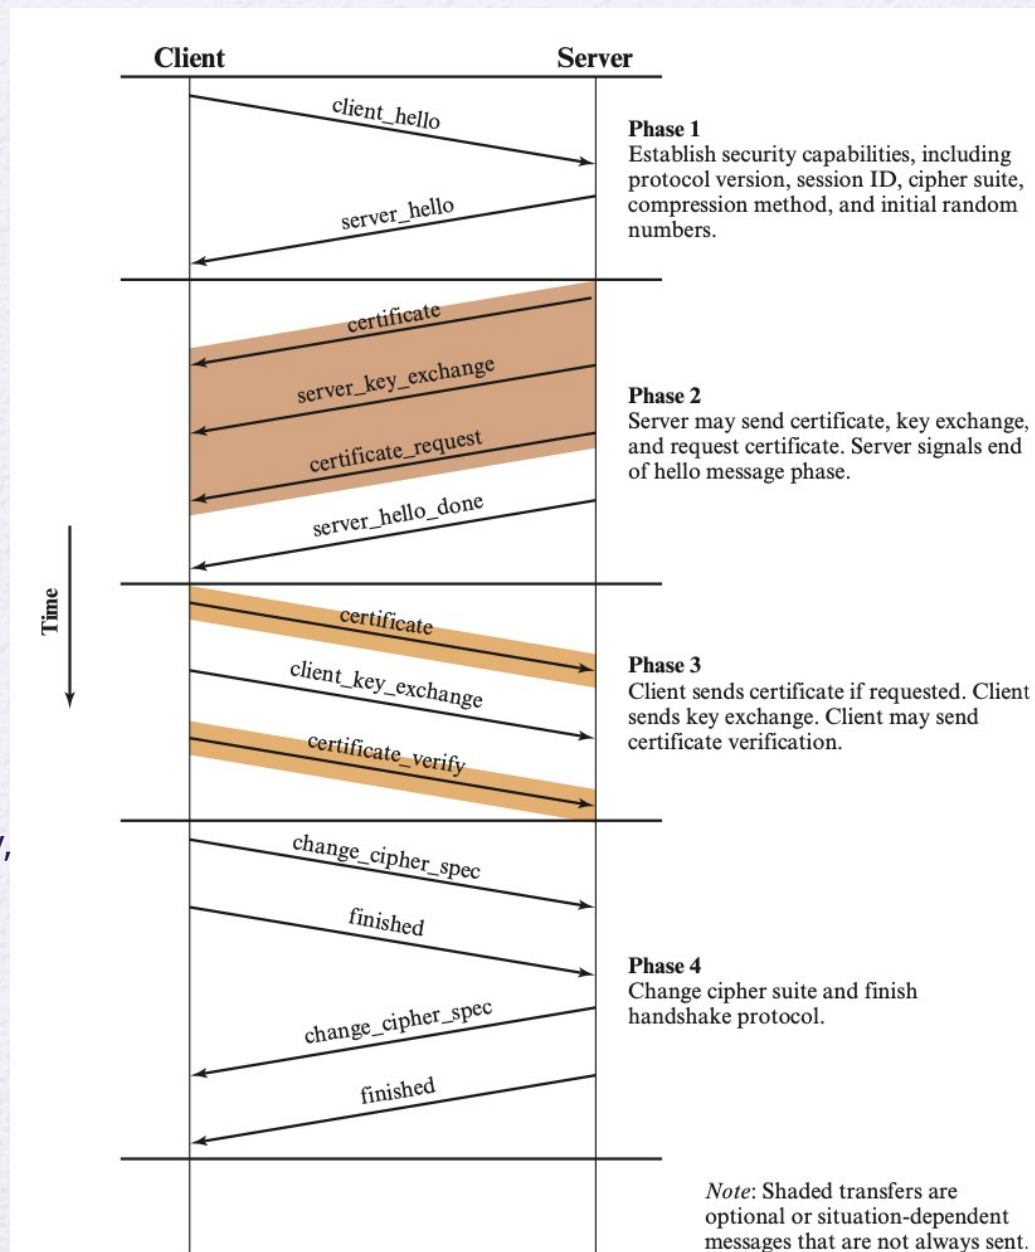 Client
Server
client_hello
Phase 1
Establish security capabilities, including
protocol version, session ID, cipher suite,
compression method, and initial random
numbers.
server_hello
certificate
server_key_exchange
certificate_request
server_hello_done
Phase 2
Server may send certificate, key exchange,
and request certificate. Server signals end
of hello message phase.
Time
certificate
client_key_exchange
certificate_verify
Phase 3
Client sends certificate if requested. Client
sends key exchange. Client may send
certificate verification.
change_cipher_spec
finished
change_cipher_spec
finished
Phase 4
Change cipher suite and finish
handshake protocol.
Note: Shaded transfers are
optional or situation-dependent
messages that are not always sent.